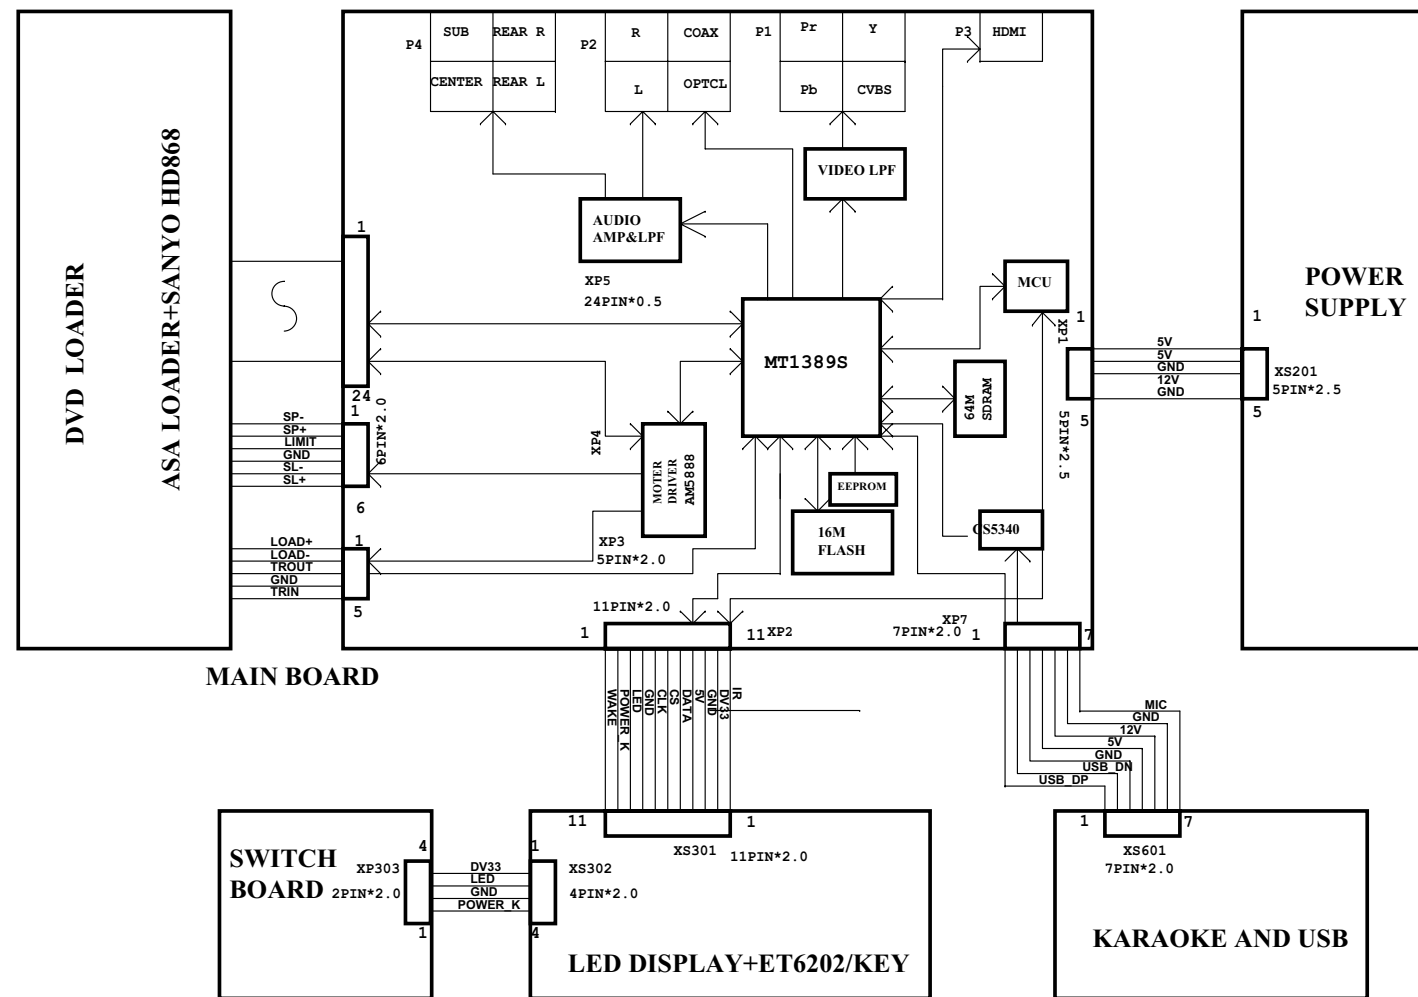 P4
SUB
REAR R
CENTER
REAR L
P2
R
COAX
L
OPTCL
P1
Pr
Y
Pb
CVBS
P3
HDMI
VIDEO LPF
AUDIO
AMP&LPF
XP5
24PIN*0.5
MCU
MT1389S
64M
SDRAM
MOTER
DRIVER
AM5888
EEPROM
16M
FLASH
CS5340
DVD LOADER
ASA LOADER+SANYO HD868
1
24
1
6PIN*2.0
XP4
6
SP-
SP+
LIMIT
GND
SL-
SL+
LOAD+
LOAD-
TROUT
GND
TRIN
1
5
XP3
5PIN*2.0
XP1
1
5
5PIN*2.5
5V
5V
GND
12V
GND
1
XS201
5PIN*2.5
5
POWER
SUPPLY
11PIN*2.0
1
11
XP2
XP7
7PIN*2.0
1
7
MAIN BOARD
WAKE
POWER_K
LED
GND
CLK
CS
DATA
5V
GND
DV33
IR
MIC
GND
12V
5V
GND
USB_DN
USB_DP
11
1
XS301
11PIN*2.0
1
7
XS601
7PIN*2.0
SWITCH
BOARD
4
XP303
2PIN*2.0
1
DV33
LED
GND
POWER_K
1
XS302
4PIN*2.0
4
LED DISPLAY+ET6202/KEY
KARAOKE AND USB